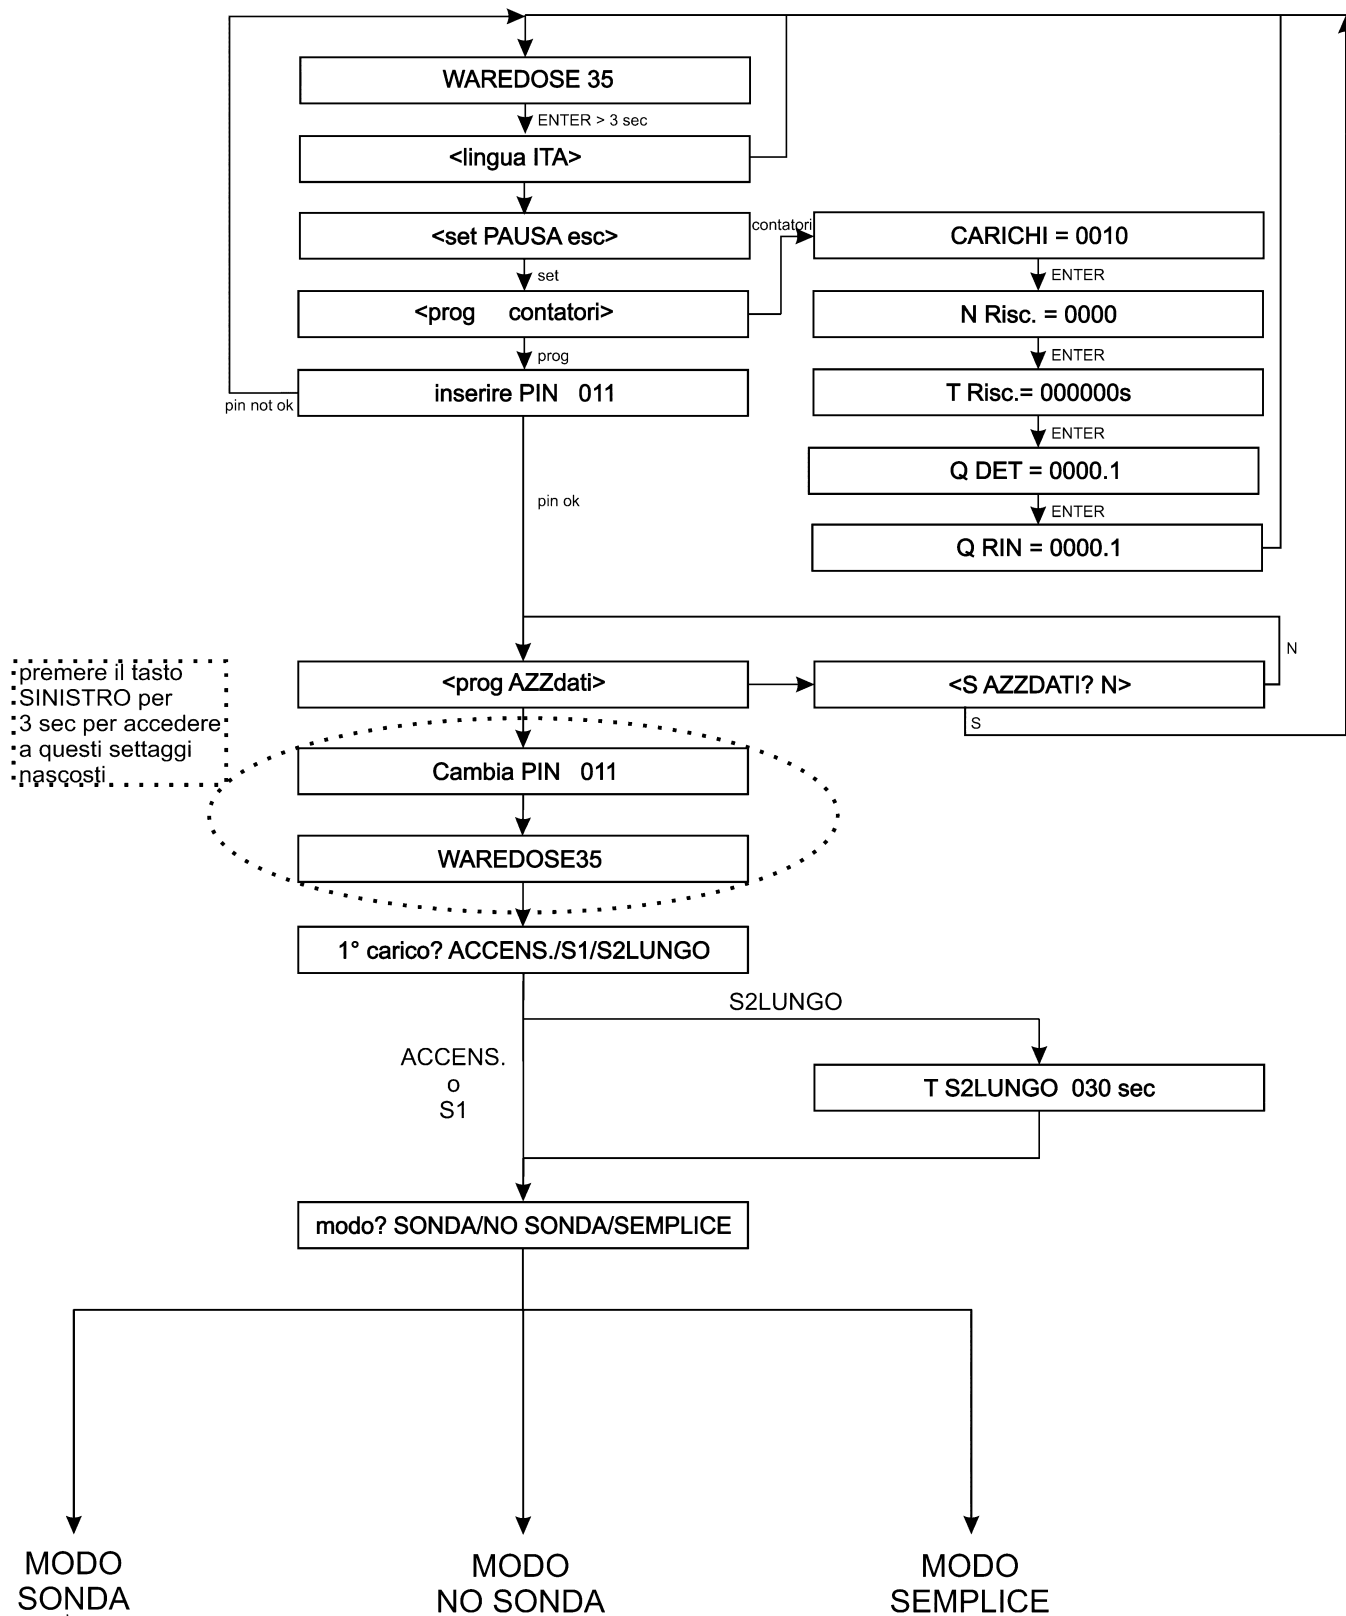 WAREDOSE 35
ENTER > 3 sec
<lingua ITA>
<set PAUSA esc>
contatori
CARICHI = 0010
set
ENTER
<prog contatori>
N Risc. = 0000
prog
ENTER
inserire PIN 011
pin not ok
T Risc.= 000000s
ENTER
Q DET = 0000.1
pin ok
ENTER
Q RIN = 0000.1
premere il tasto
SINISTRO per
3 sec per accedere
a questi settaggi
nascosti
<prog AZZdati>
<S AZZDATI? N>
N
S
Cambia PIN 011
WAREDOSE35
1° carico? ACCENS./S1/S2LUNGO
S2LUNGO
ACCENS.
o
S1
T S2LUNGO 030 sec
modo? SONDA/NO SONDA/SEMPLICE
MODO
SONDA
MODO
NO SONDA
MODO
SEMPLICE